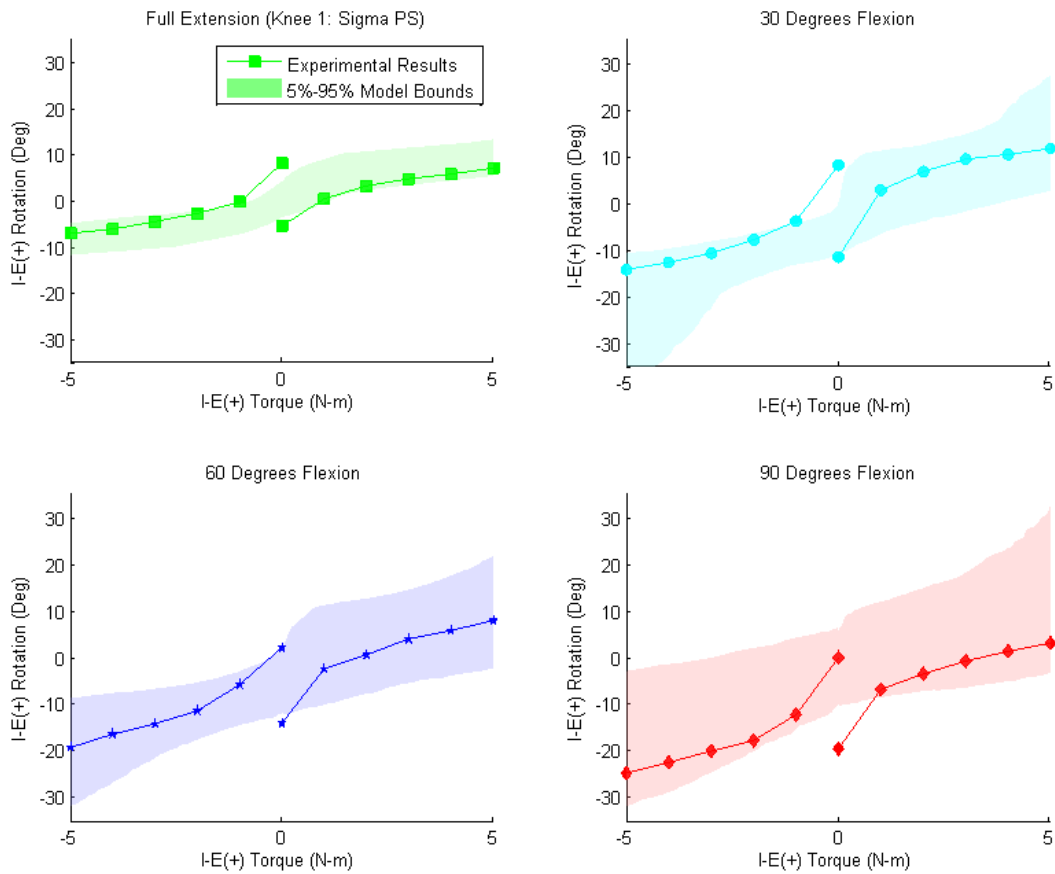 Full Extension (Knee 1: Sigma PS)
Experimental Results
5%-95% Model Bounds
I-E(+) Rotation (Deg)
30
20
10
0
-10
-20
-30
-5
0
5
I-E(+) Torque (N-m)
30 Degrees Flexion
I-E(+) Rotation (Deg)
30
20
10
0
-10
-20
-30
-5
0
5
I-E(+) Torque (N-m)
60 Degrees Flexion
I-E(+) Rotation (Deg)
30
20
10
0
-10
-20
-30
-5
0
5
I-E(+) Torque (N-m)
90 Degrees Flexion
I-E(+) Rotation (Deg)
30
20
10
0
-10
-20
-30
-5
0
5
I-E(+) Torque (N-m)